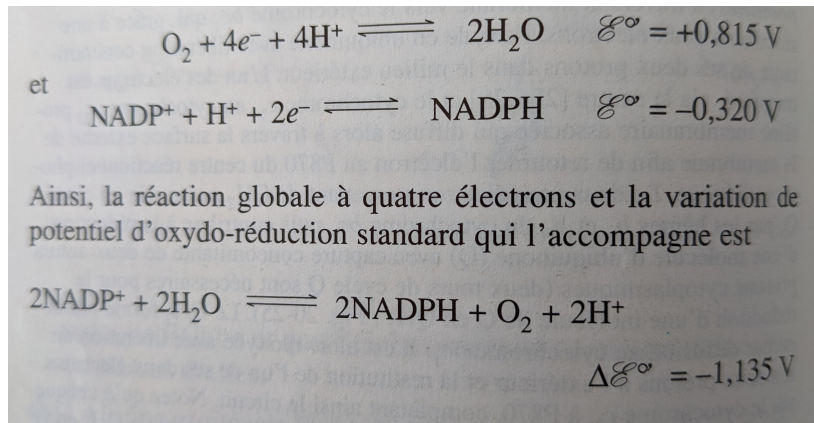 O₂ + 4e⁻ + 4H⁺ ⇌ 2H₂O ℰ°′ = +0,815 V
et
NADP⁺ + H⁺ + 2e⁻ ⇌ NADPH ℰ°′ = –0,320 V
Ainsi, la réaction globale à quatre électrons et la variation de
potentiel d'oxydo-réduction standard qui l'accompagne est
2NADP⁺ + 2H₂O ⇌ 2NADPH + O₂ + 2H⁺
Δℰ°′ = –1,135 V